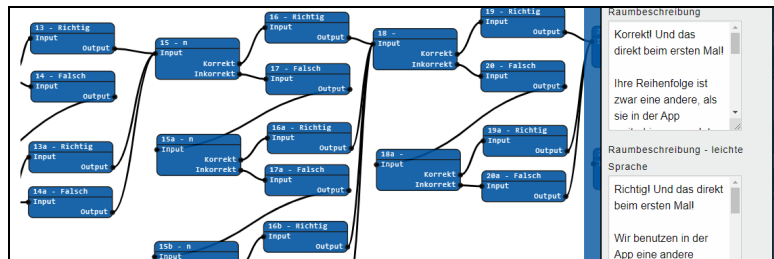 13 - Richtig
Input
Output
14 - Falsch
Input
Output
13a - Richtig
Input
Output
14a - Falsch
Input
Output
15 - n
Input
Korrekt
Inkorrekt
15a - n
Input
Korrekt
Inkorrekt
15b - n
Input
16 - Richtig
Input
Output
17 - Falsch
Input
Output
16a - Richtig
Input
Output
17a - Falsch
Input
Output
16b - Richtig
Input
Output
18 -
Input
Korrekt
Inkorrekt
18a -
Input
Korrekt
Inkorrekt
19 - Richtig
Input
Output
20 - Falsch
Input
Output
19a - Richtig
Input
Output
20a - Falsch
Input
Output
Raumbeschreibung
Korrekt! Und das
direkt beim ersten Mal!
Ihre Reihenfolge ist
zwar eine andere, als
sie in der App
Raumbeschreibung - leichte
Sprache
Richtig! Und das direkt
beim ersten Mal!
Wir benutzen in der
App eine andere